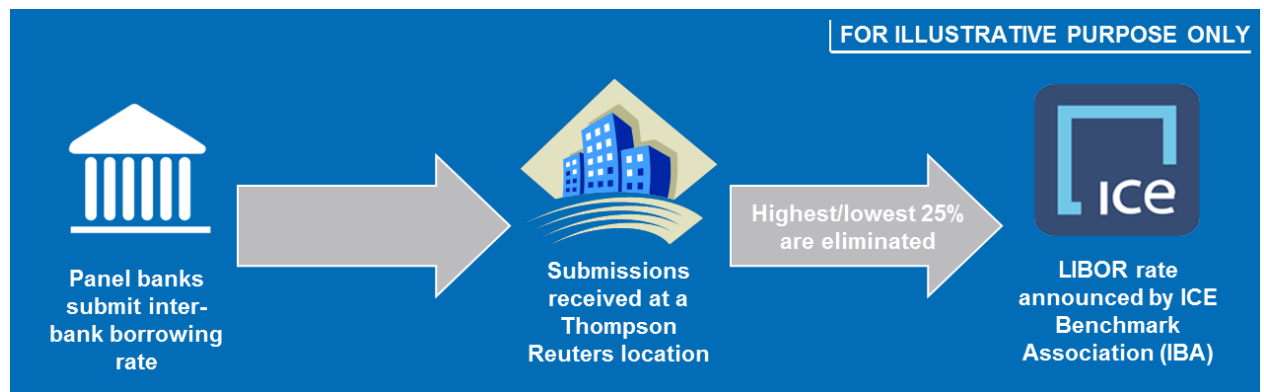 FOR ILLUSTRATIVE PURPOSE ONLY
Panel banks
submit inter-
bank borrowing
rate
Submissions
received at a
Thompson
Reuters location
Highest/lowest 25%
are eliminated
ICE
LIBOR rate
announced by ICE
Benchmark
Association (IBA)